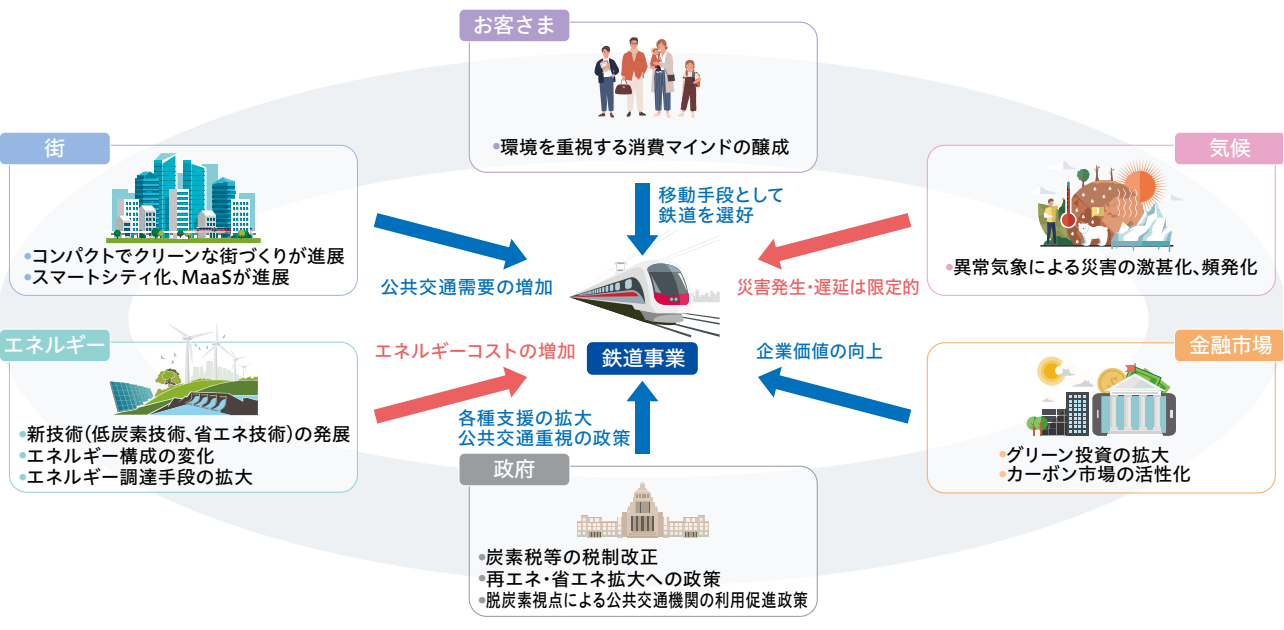 お客さま
•環境を重視する消費マインドの醸成
移動手段として
鉄道を選好
街
•コンパクトでクリーンな街づくりが進展
•スマートシティ化、MaaSが進展
公共交通需要の増加
気候
•異常気象による災害の激甚化、頻発化
災害発生・遅延は限定的
エネルギー
•新技術(低炭素技術、省エネ技術)の発展
•エネルギー構成の変化
•エネルギー調達手段の拡大
エネルギーコストの増加
鉄道事業
企業価値の向上
金融市場
•グリーン投資の拡大
•カーボン市場の活性化
各種支援の拡大
公共交通重視の政策
政府
•炭素税等の税制改正
•再エネ・省エネ拡大への政策
•脱炭素視点による公共交通機関の利用促進政策